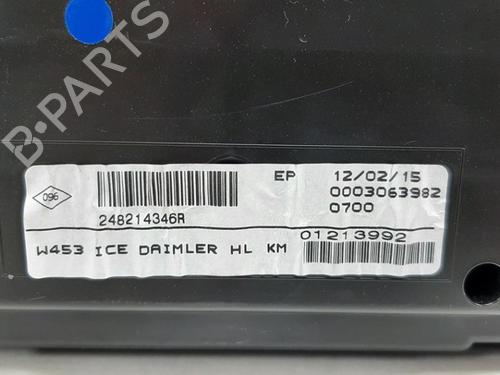 B-PARTS
096
248214346R
EP 12/02/15
0003063982
0700
W453 ICE DAIMLER HL KM
01213992